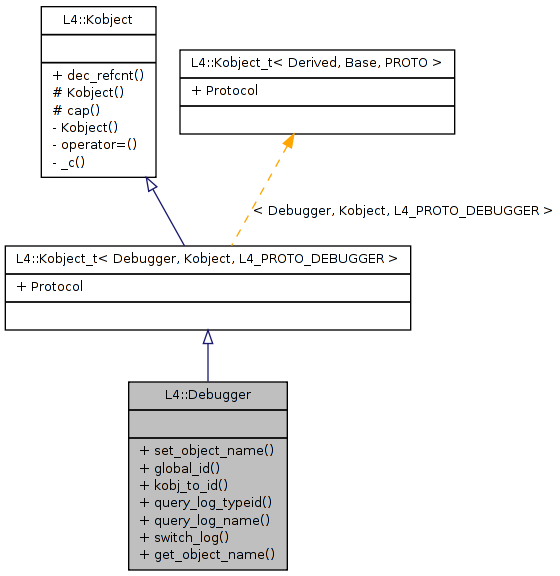 L4::Kobject
+ dec_refcnt()
# Kobject()
# cap()
- Kobject()
- operator=()
- _c()
L4::Kobject_t< Derived, Base, PROTO >
+ Protocol
< Debugger, Kobject, L4_PROTO_DEBUGGER >
L4::Kobject_t< Debugger, Kobject, L4_PROTO_DEBUGGER >
+ Protocol
L4::Debugger
+ set_object_name()
+ global_id()
+ kobj_to_id()
+ query_log_typeid()
+ query_log_name()
+ switch_log()
+ get_object_name()